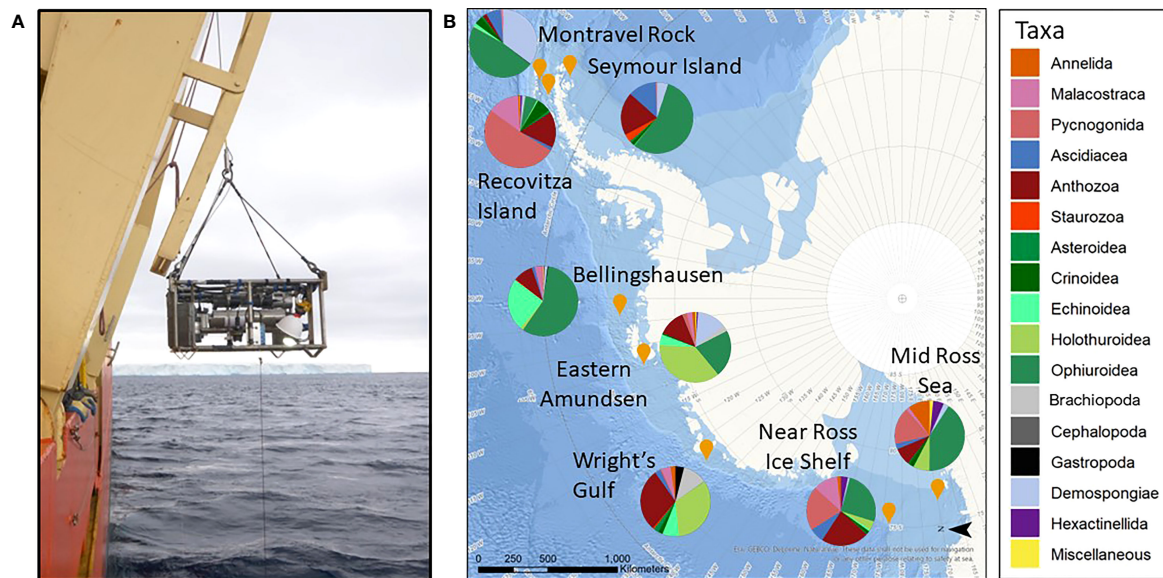 A
B
Montravel Rock
Seymour Island
Recovitza
Island
Bellingshausen
Eastern
Amundsen
Wright's
Gulf
Near Ross
Ice Shelf
Mid Ross
Sea
N
0 250 500 1,000
Kilometers
Taxa
Annelida
Malacostraca
Pycnogonida
Ascidiacea
Anthozoa
Staurozoa
Asteroidea
Crinoidea
Echinoidea
Holothuroidea
Ophiuroidea
Brachiopoda
Cephalopoda
Gastropoda
Demospongiae
Hexactinellida
Miscellaneous